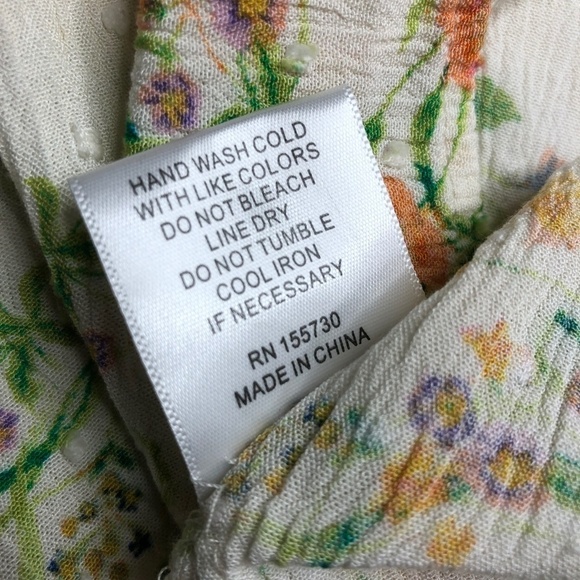 HAND WASH COLD
WITH LIKE COLORS
DO NOT BLEACH
LINE DRY
DO NOT TUMBLE
COOL IRON
IF NECESSARY
RN 155730
MADE IN CHINA